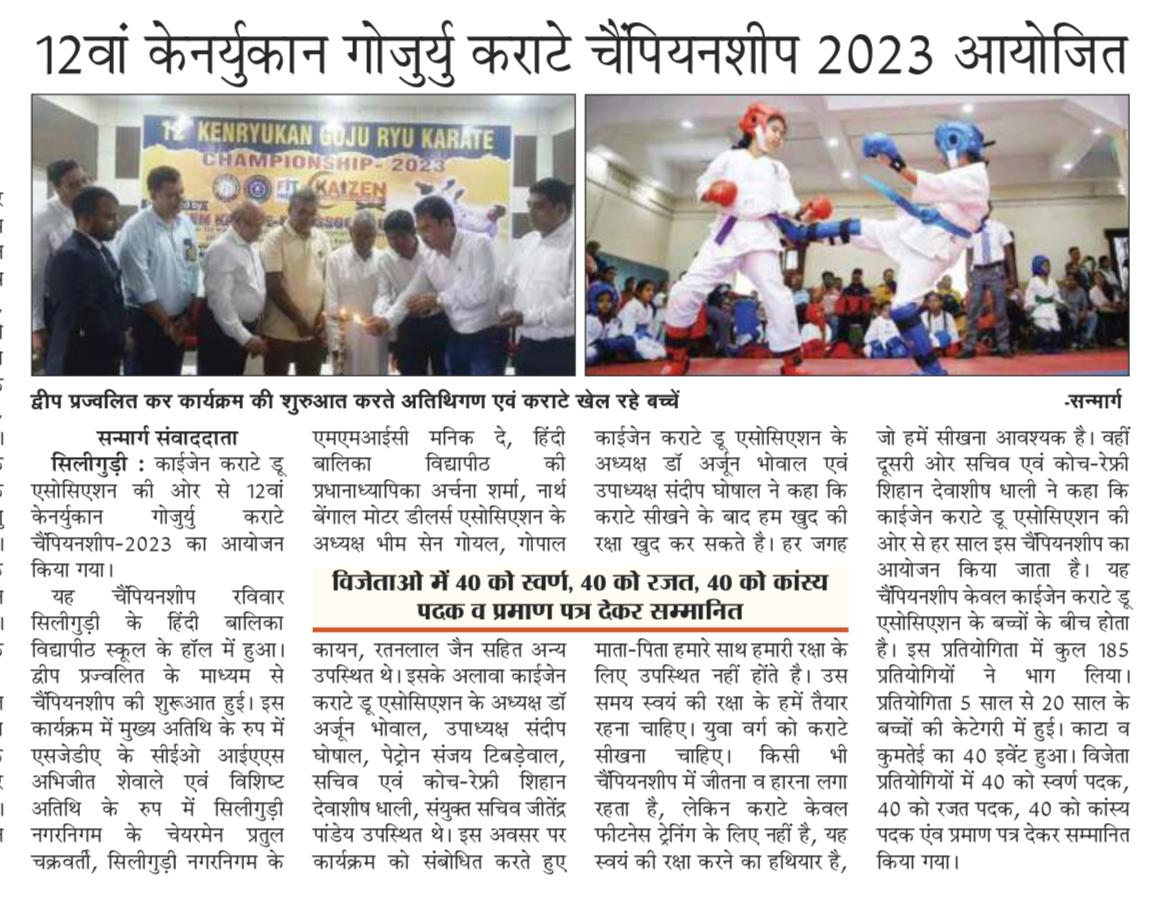 12वां केनर्युकान गोजुर्यु कराटे चैंपियनशीप 2023 आयोजित
KENRYUKAN GOJU RYU KARATE
CHAMPIONSHIP- 2023
FIT
KAIZEN
द्वीप प्रज्वलित कर कार्यक्रम की शुरुआत करते अतिथिगण एवं कराटे खेल रहे बच्चें
-सन्मार्ग
सन्मार्ग संवाददाता
सिलीगुड़ी : काईजेन कराटे डू
एसोसिएशन की ओर से 12वां
केनर्युकान गोजुर्यु कराटे
चैंपियनशीप-2023 का आयोजन
किया गया।
यह चैंपियनशीप रविवार
सिलीगुड़ी के हिंदी बालिका
विद्यापीठ स्कूल के हॉल में हुआ।
द्वीप प्रज्वलित के माध्यम से
चैंपियनशीप की शुरूआत हुई। इस
कार्यक्रम में मुख्य अतिथि के रुप में
एसजेडीए के सीईओ आईएएस
अभिजीत शेवाले एवं विशिष्ट
अतिथि के रुप में सिलीगुड़ी
नगरनिगम के चेयरमेन प्रतुल
चक्रवर्ती, सिलीगुड़ी नगरनिगम के
एमएमआईसी मनिक दे, हिंदी
बालिका विद्यापीठ की
प्रधानाध्यापिका अर्चना शर्मा, नार्थ
बेंगाल मोटर डीलर्स एसोसिएशन के
अध्यक्ष भीम सेन गोयल, गोपाल
विजेताओ में 40 को स्वर्ण, 40 को रजत, 40 को कांस्य
पदक व प्रमाण पत्र देकर सम्मानित
कायन, रतनलाल जैन सहित अन्य
उपस्थित थे। इसके अलावा काईजेन
कराटे डू एसोसिएशन के अध्यक्ष डॉ
अर्जून भोवाल, उपाध्यक्ष संदीप
घोषाल, पेट्रोन संजय टिबड़ेवाल,
सचिव एवं कोच-रेफ्री शिहान
देवाशीष धाली, संयुक्त सचिव जीतेंद्र
पांडेय उपस्थित थे। इस अवसर पर
कार्यक्रम को संबोधित करते हुए
काईजेन कराटे डू एसोसिएशन के
अध्यक्ष डॉ अर्जून भोवाल एवं
उपाध्यक्ष संदीप घोषाल ने कहा कि
कराटे सीखने के बाद हम खुद की
रक्षा खुद कर सकते है। हर जगह
माता-पिता हमारे साथ हमारी रक्षा के
लिए उपस्थित नहीं होंते है। उस
समय स्वयं की रक्षा के हमें तैयार
रहना चाहिए। युवा वर्ग को कराटे
सीखना चाहिए। किसी भी
चैंपियनशीप में जीतना व हारना लगा
रहता है, लेकिन कराटे केवल
फीटनेस ट्रेनिंग के लिए नहीं है, यह
स्वयं की रक्षा करने का हथियार है,
जो हमें सीखना आवश्यक है। वहीं
दूसरी ओर सचिव एवं कोच-रेफ्री
शिहान देवाशीष धाली ने कहा कि
काईजेन कराटे डू एसोसिएशन की
ओर से हर साल इस चैंपियनशीप का
आयोजन किया जाता है। यह
चैंपियनशीप केवल काईजेन कराटे डू
एसोसिएशन के बच्चों के बीच होता
है। इस प्रतियोगिता में कुल 185
प्रतियोगियों ने भाग लिया।
प्रतियोगिता 5 साल से 20 साल के
बच्चों की केटेगरी में हुई। काटा व
कुमतेई का 40 इवेंट हुआ। विजेता
प्रतियोगियों में 40 को स्वर्ण पदक,
40 को रजत पदक, 40 को कांस्य
पदक एंव प्रमाण पत्र देकर सम्मानित
किया गया।